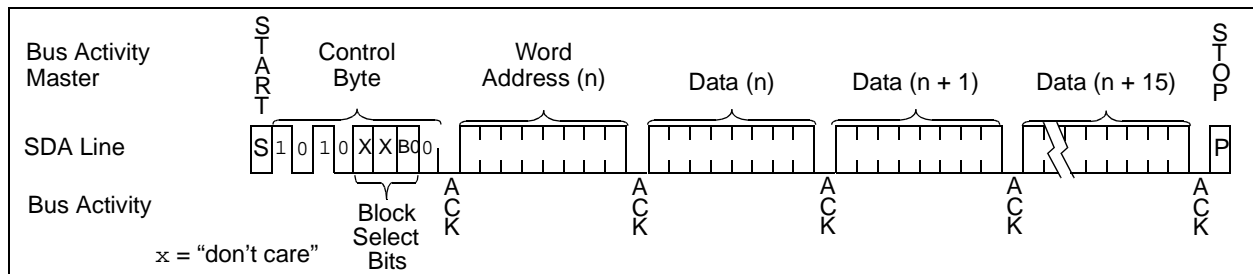 Bus Activity
Master
START
Control
Byte
Word
Address (n)
Data (n)
Data (n + 1)
Data (n + 15)
STOP
SDA Line
S 1 0 1 0 X X B0 0
P
Bus Activity
ACK
ACK
ACK
ACK
ACK
Block
Select
Bits
x = “don’t care”